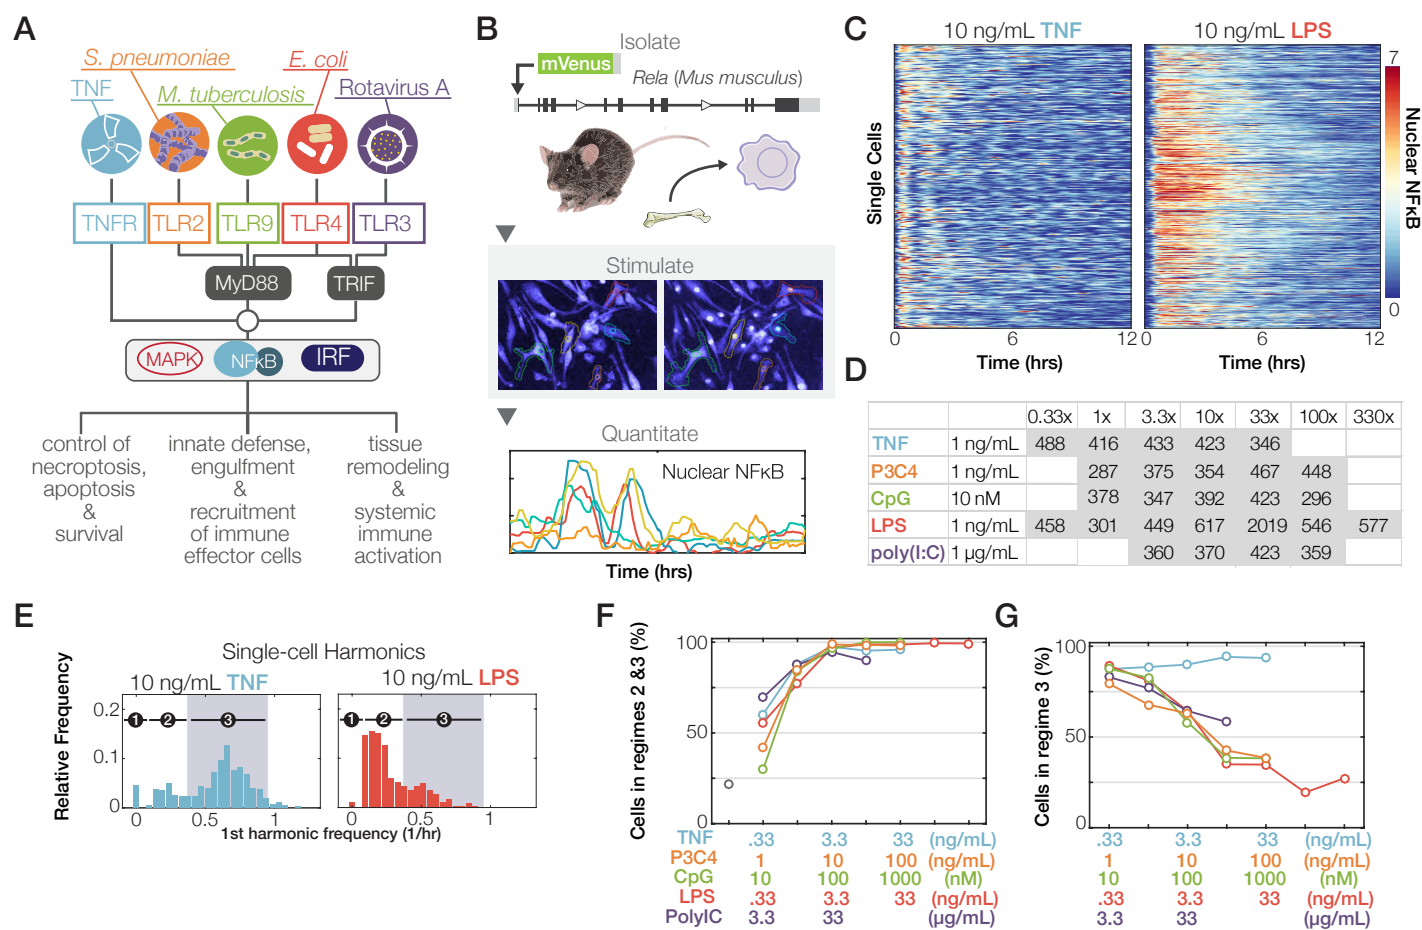 A
S. pneumoniae
E. coli
TNF
M. tuberculosis
Rotavirus A
TNFR
TLR2
TLR9
TLR4
TLR3
MyD88
TRIF
MAPK
NFκB
IRF
control of
necroptosis,
apoptosis
&
survival
innate defense,
engulfment
&
recruitment
of immune
effector cells
tissue
remodeling
&
systemic
immune
activation
B
Isolate
mVenus
Rela (Mus musculus)
Stimulate
Quantitate
Nuclear NFκB
Time (hrs)
C
10 ng/mL TNF
10 ng/mL LPS
Single Cells
0 6 12
Time (hrs)
0 6 12
Time (hrs)
7
0
Nuclear NFκB
D
0.33x 1x 3.3x 10x 33x 100x 330x
TNF 1 ng/mL 488 416 433 423 346
P3C4 1 ng/mL 287 375 354 467 448
CpG 10 nM 378 347 392 423 296
LPS 1 ng/mL 458 301 449 617 2019 546 577
poly(I:C) 1 µg/mL 360 370 423 359
E
Single-cell Harmonics
10 ng/mL TNF
10 ng/mL LPS
Relative Frequency
0.2
0.1
0
1 2 3
1 2 3
0 0.5 1
0 0.5 1
1st harmonic frequency (1/hr)
F
Cells in regimes 2 &3 (%)
100
50
0
TNF .33 3.3 33 (ng/mL)
P3C4 1 10 100 (ng/mL)
CpG 10 100 1000 (nM)
LPS .33 3.3 33 (ng/mL)
PolyIC 3.3 33 (µg/mL)
G
Cells in regime 3 (%)
100
50
0
.33 3.3 33 (ng/mL)
1 10 100 (ng/mL)
10 100 1000 (nM)
.33 3.3 33 (ng/mL)
3.3 33 (µg/mL)